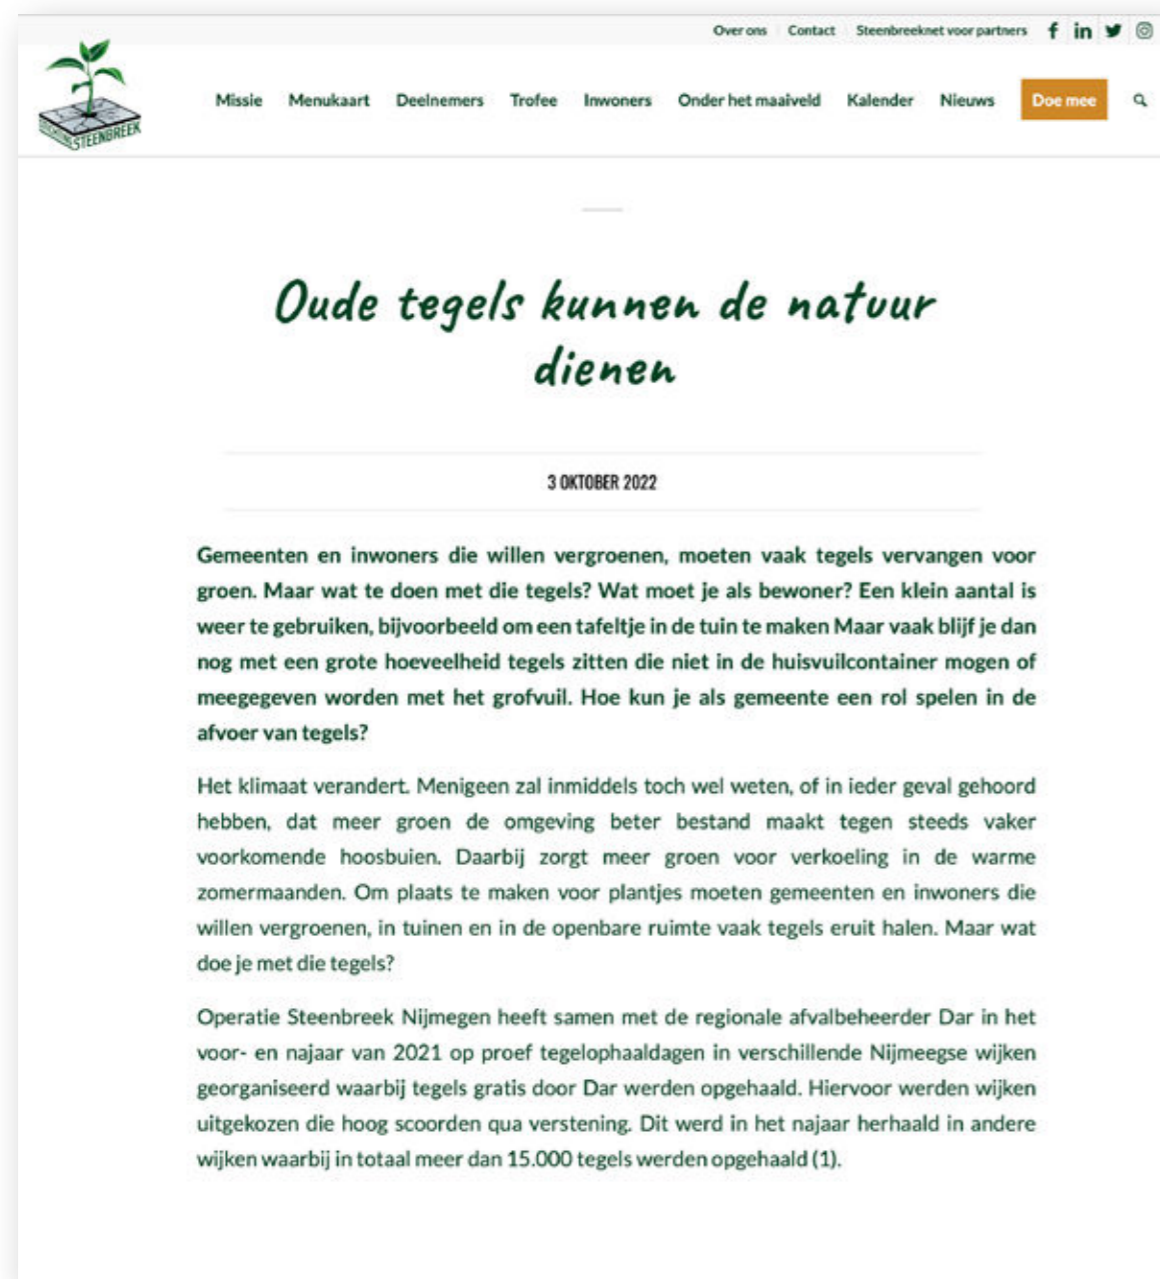 Over ons Contact Steenbreeknet voor partners
STICHTING
STEENBREEK
Missie Menukaart Deelnemers Trofee Inwoners Onder het maaiveld Kalender Nieuws Doe mee
Oude tegels kunnen de natuur
dienen
3 OKTOBER 2022
Gemeenten en inwoners die willen vergroenen, moeten vaak tegels vervangen voor
groen. Maar wat te doen met die tegels? Wat moet je als bewoner? Een klein aantal is
weer te gebruiken, bijvoorbeeld om een tafeltje in de tuin te maken Maar vaak blijf je dan
nog met een grote hoeveelheid tegels zitten die niet in de huisvuilcontainer mogen of
meegegeven worden met het grofvuil. Hoe kun je als gemeente een rol spelen in de
afvoer van tegels?
Het klimaat verandert. Menigeen zal inmiddels toch wel weten, of in ieder geval gehoord
hebben, dat meer groen de omgeving beter bestand maakt tegen steeds vaker
voorkomende hoosbuien. Daarbij zorgt meer groen voor verkoeling in de warme
zomermaanden. Om plaats te maken voor plantjes moeten gemeenten en inwoners die
willen vergroenen, in tuinen en in de openbare ruimte vaak tegels eruit halen. Maar wat
doe je met die tegels?
Operatie Steenbreek Nijmegen heeft samen met de regionale afvalbeheerder Dar in het
voor- en najaar van 2021 op proef tegelophaaldagen in verschillende Nijmeegse wijken
georganiseerd waarbij tegels gratis door Dar werden opgehaald. Hiervoor werden wijken
uitgekozen die hoog scoorden qua verstening. Dit werd in het najaar herhaald in andere
wijken waarbij in totaal meer dan 15.000 tegels werden opgehaald (1).